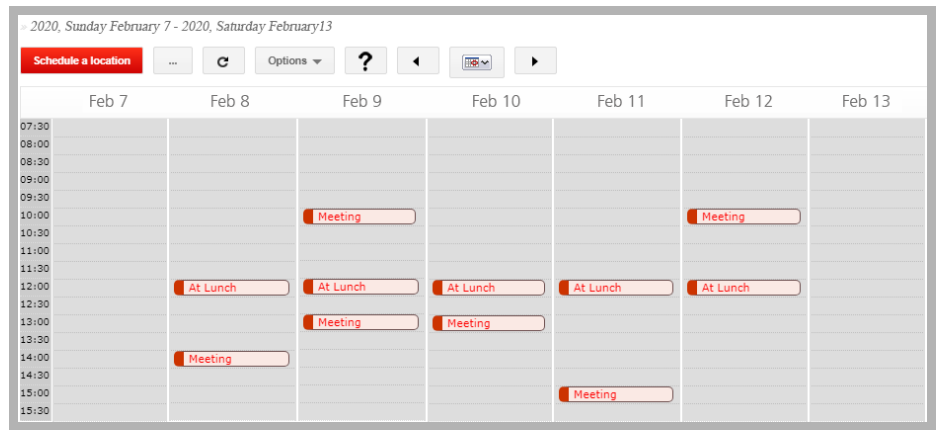 » 2020, Sunday February 7 - 2020, Saturday February13
Schedule a location ... Options ?
Feb 7 Feb 8 Feb 9 Feb 10 Feb 11 Feb 12 Feb 13
07:30
08:00
08:30
09:00
09:30
10:00 Meeting Meeting
10:30
11:00
11:30
12:00 At Lunch At Lunch At Lunch At Lunch At Lunch
12:30
13:00 Meeting Meeting
13:30
14:00 Meeting
14:30
15:00 Meeting
15:30